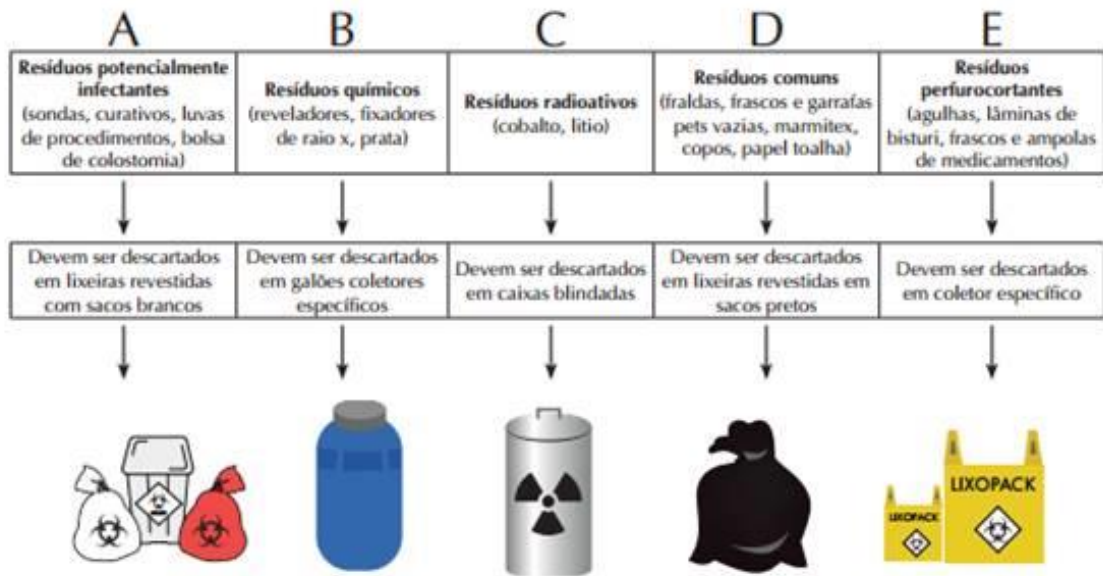 A
B
C
D
E
Resíduos potencialmente
infectantes
(sondas, curativos, luvas
de procedimentos, bolsa
de colostomia)
Resíduos químicos
(reveladores, fixadores
de raio x, prata)
Resíduos radioativos
(cobalto, litio)
Resíduos comuns
(fraldas, frascos e garrafas
pets vazias, marmitex,
copos, papel toalha)
Resíduos
perfurocortantes
(agulhas, lâminas de
bisturi, frascos e ampolas
de medicamentos)
Devem ser descartados
em lixeiras revestidas
com sacos brancos
Devem ser descartados
em galões coletores
específicos
Devem ser descartados
em caixas blindadas
Devem ser descartados
em lixeiras revestidas em
sacos pretos
Devem ser descartados
em coletor específico
LIXOPACK
LIXOPACK